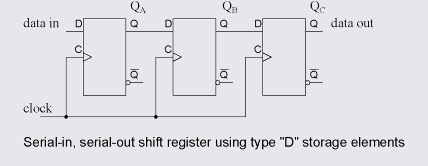 QA QB QC
data in D Q D Q D Q data out
C C C
Q Q Q
clock
Serial-in, serial-out shift register using type "D" storage elements